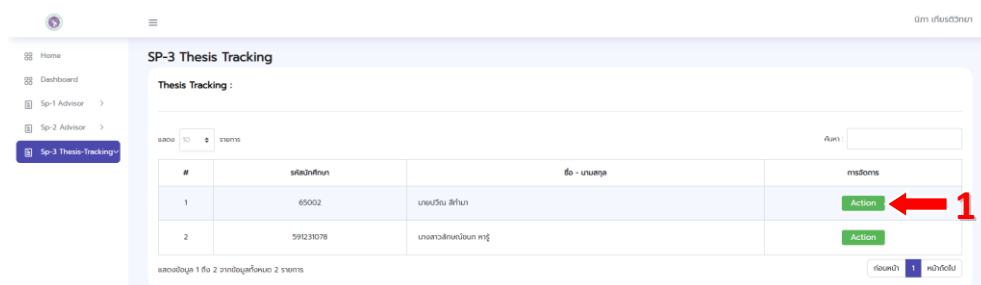 นิภา เกียรติวิทยา
Home
Dashboard
Sp-1 Advisor >
Sp-2 Advisor >
Sp-3 Thesis-Tracking
SP-3 Thesis Tracking
Thesis Tracking :
แสดง 10 รายการ
ค้นหา :
# รหัสนักศึกษา ชื่อ - นามสกุล การจัดการ
1 65002 นายปวีณ สีทำมา Action 1
2 591231078 นางสาวลักษณ์ชนก หารู้ Action
แสดงข้อมูล 1 ถึง 2 จากข้อมูลทั้งหมด 2 รายการ
ก่อนหน้า 1 หน้าถัดไป